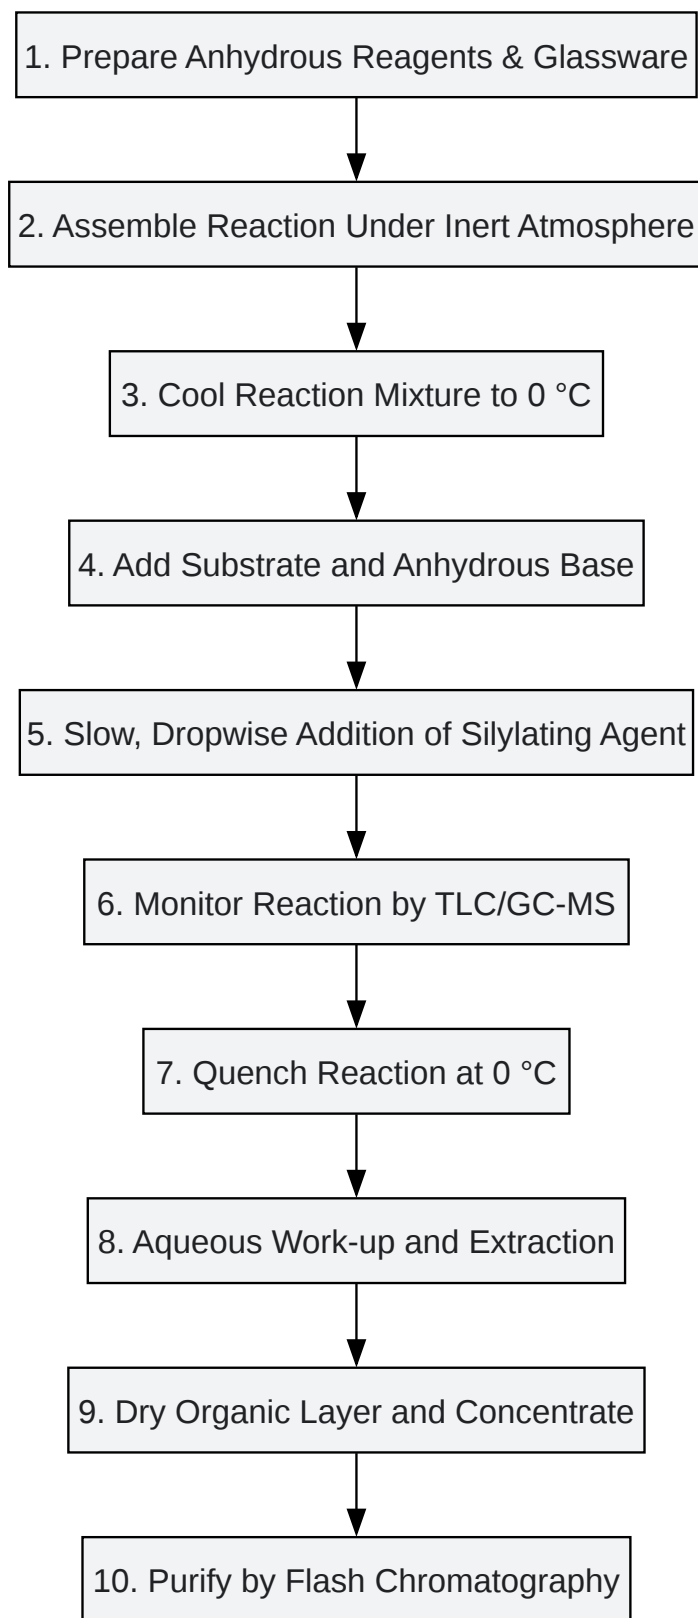 1. Prepare Anhydrous Reagents & Glassware
2. Assemble Reaction Under Inert Atmosphere
3. Cool Reaction Mixture to 0 °C
4. Add Substrate and Anhydrous Base
5. Slow, Dropwise Addition of Silylating Agent
6. Monitor Reaction by TLC/GC-MS
7. Quench Reaction at 0 °C
8. Aqueous Work-up and Extraction
9. Dry Organic Layer and Concentrate
10. Purify by Flash Chromatography